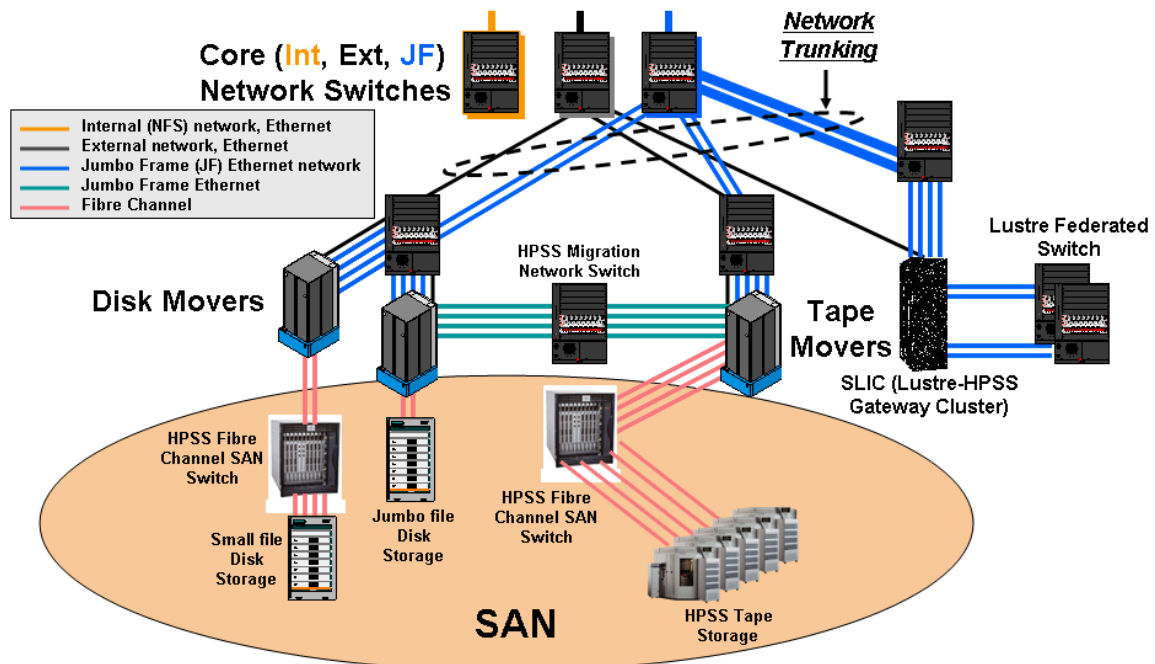 Network
Trunking
Core (Int, Ext, JF)
Network Switches
Internal (NFS) network, Ethernet
External network, Ethernet
Jumbo Frame (JF) Ethernet network
Jumbo Frame Ethernet
Fibre Channel
HPSS Migration
Network Switch
Lustre Federated
Switch
Disk Movers
Tape
Movers
SLIC (Lustre-HPSS
Gateway Cluster)
HPSS Fibre
Channel SAN
Switch
HPSS Fibre
Channel SAN
Switch
Jumbo file
Disk
Storage
Small file
Disk
Storage
HPSS Tape
Storage
SAN